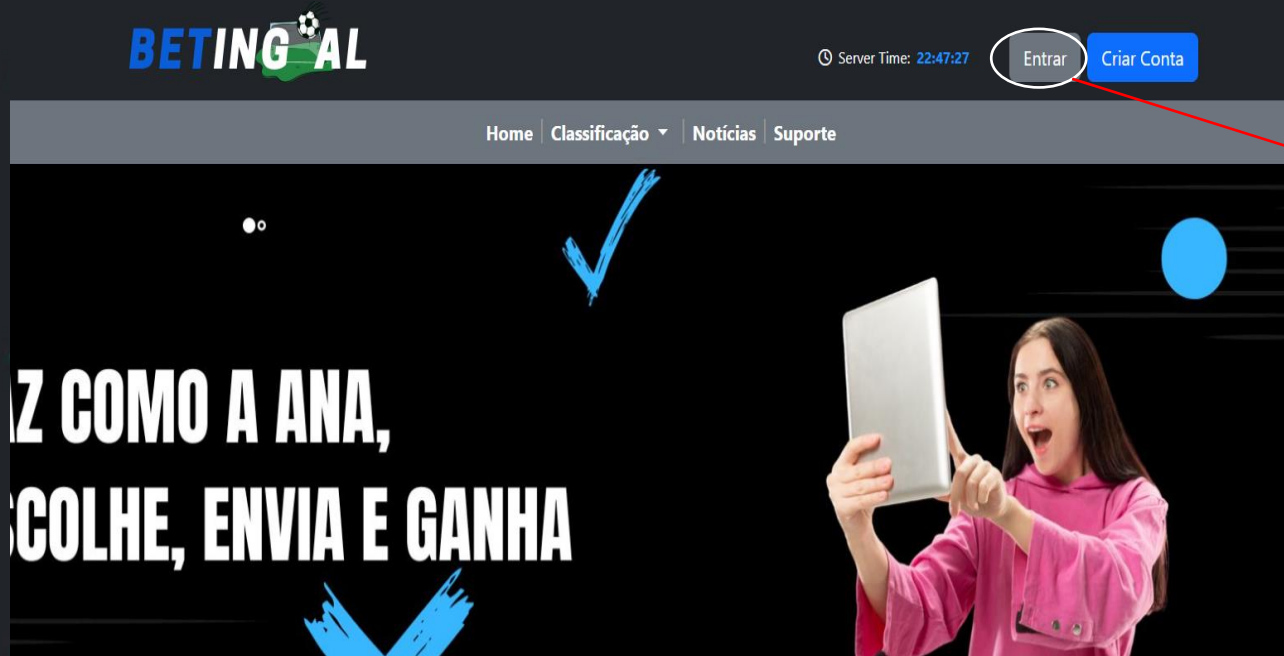 BETINGOAL
Server Time: 22:47:27
Entrar
Criar Conta
Home
Classificação
Notícias
Suporte
AZ COMO A ANA,
SCOLHE, ENVIA E GANHA